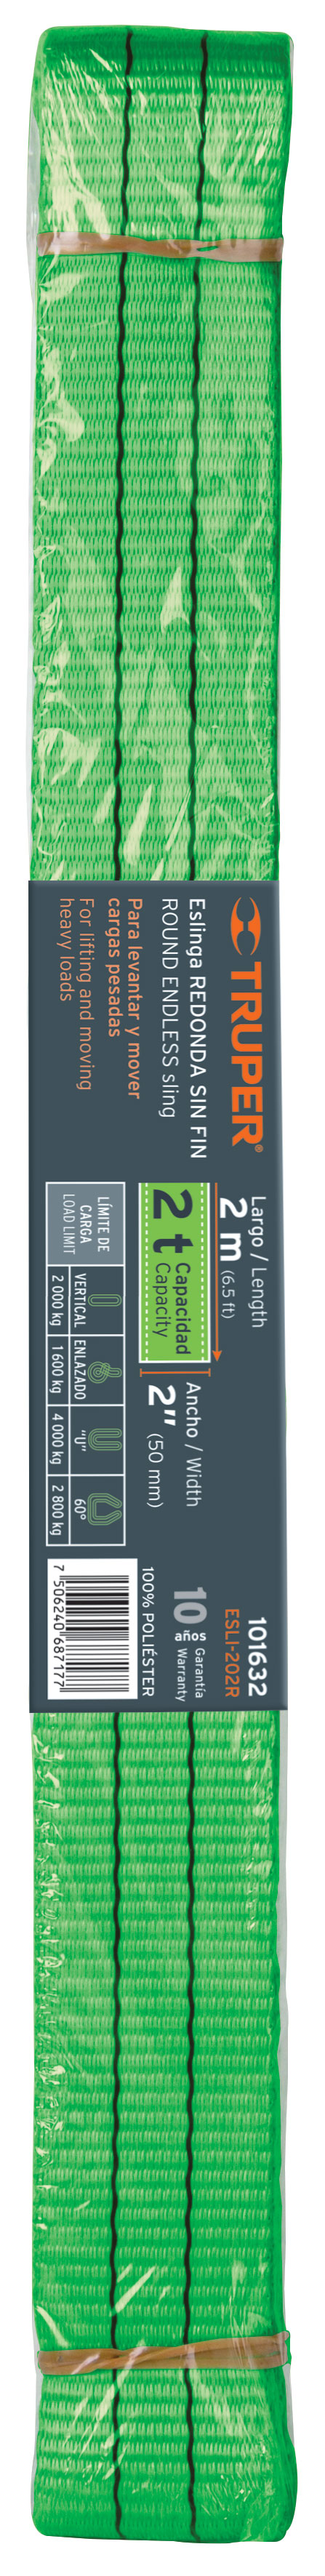 TRUPER®
Eslinga REDONDA SIN FIN
ROUND ENDLESS sling
Para levantar y mover
cargas pesadas
For lifting and moving
heavy loads
Largo / Length
2 m (6.5 ft)
2 t Capacidad
Capacity
Ancho / Width
2" (50 mm)
LÍMITE DE
CARGA
LOAD LIMIT
VERTICAL
2 000 kg
ENLAZADO
1 600 kg
"U"
4 000 kg
60°
2 800 kg
101632
ESLI-202R
10 años
Garantía
Warranty
100% POLIÉSTER
7 506240 687177